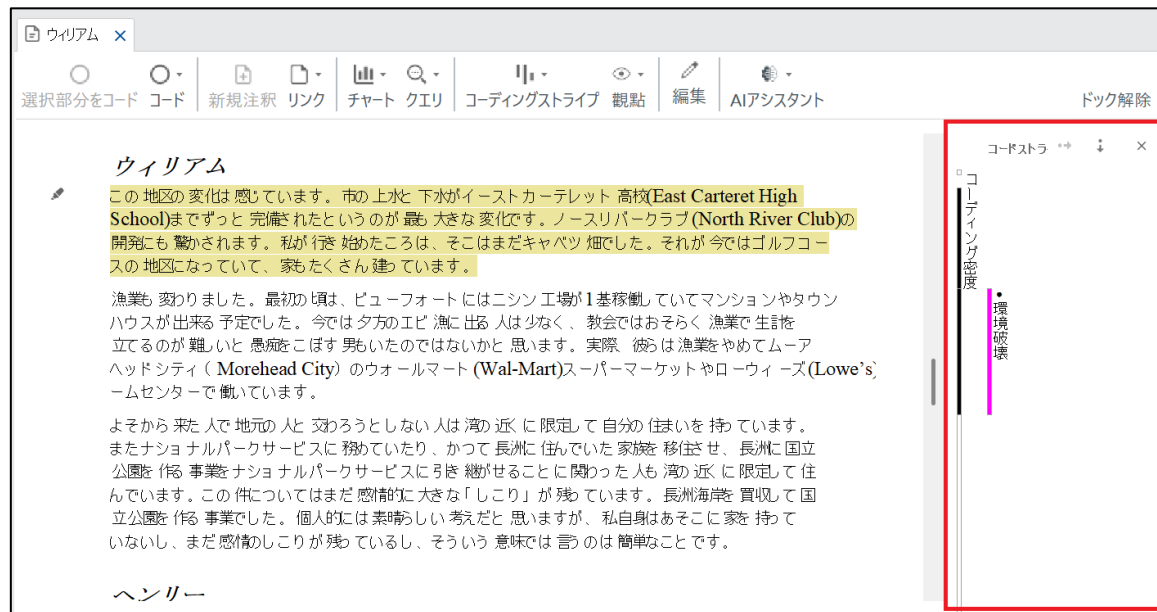 ウィリアム
選択部分をコード コード 新規注釈 リンク チャート クエリ コーディングストライプ 観點 編集 AIアシスタント ドック解除
コードストラ
ウィリアム
この地区の変化は感じています。市の上水と下水がイーストカーテレット高校(East Carteret High
School)までずっと完備されたというのが最も大きな変化です。ノースリバークラブ(North River Club)の
開発にも驚かされます。私が行き始めたころは、そこはまだキャベツ畑でした。それが今ではゴルフコー
スの地区になっていて、家もたくさん建っています。
漁業も変わりました。最初の頃は、ビューフォートにはニシン工場が1基稼働していてマンションやタウン
ハウスが出来る予定でした。今では夕方のエビ漁に出る人は少なく、教会ではおそらく漁業で生計を
立てるのが難しいと愚痴をこぼす男もいたのではないかと思います。実際、彼らは漁業をやめてムーア
ヘッドシティ(Morehead City)のウォールマート(Wal-Mart)スーパーマーケットやローウィーズ(Lowe's)
ームセンターで働いています。
よそから来た人で地元の人と交わろうとしない人は湾の近くに限定して自分の住まいを持っています。
またナショナルパークサービスに務めていたり、かつて長洲に住んでいた家族を移住させ、長洲に国立
公園を作る事業をナショナルパークサービスに引き継がせることに関わった人も湾の近くに限定して住
んでいます。この件についてはまだ感情的に大きな「しこり」が残っています。長洲海岸を買収して国
立公園を作る事業でした。個人的には素晴らしい考えだと思いますが、私自身はあそこに家を持って
いないし、まだ感情のしこりが残っているし、そういう意味では言うのは簡単なことです。
ヘンリー
コーディング密度
環境破壊